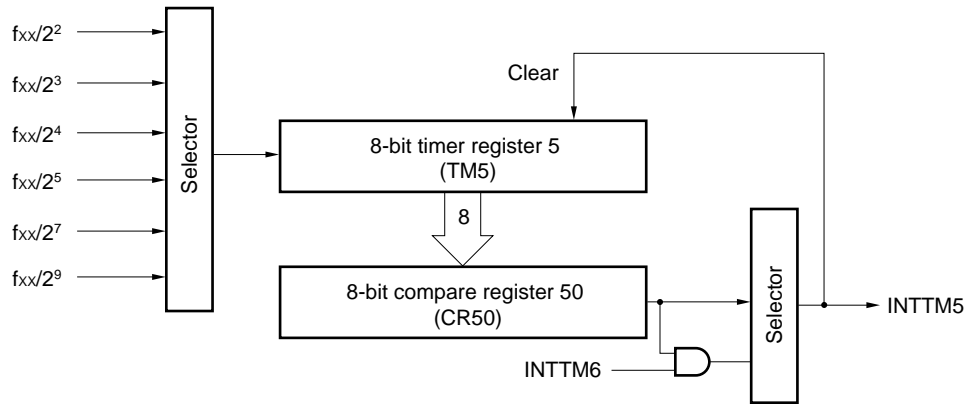 fxx/2²
fxx/2³
fxx/2⁴
fxx/2⁵
fxx/2⁷
fxx/2⁹
Selector
Clear
8-bit timer register 5
(TM5)
8
8-bit compare register 50
(CR50)
INTTM6
Selector
INTTM5